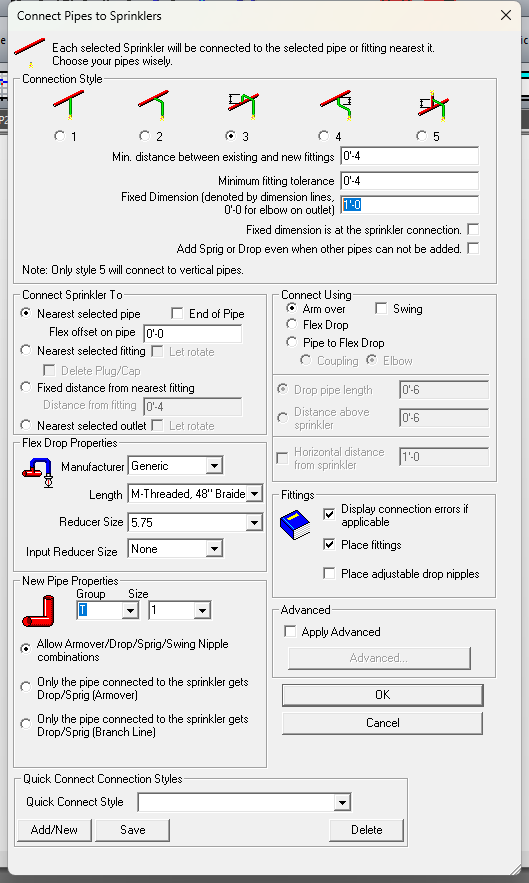 Connect Pipes to Sprinklers
Each selected Sprinkler will be connected to the selected pipe or fitting nearest it.
Choose your pipes wisely.
Connection Style
1
2
3
4
5
Min. distance between existing and new fittings
0'-4
Minimum fitting tolerance
0'-4
Fixed Dimension (denoted by dimension lines,
0'-0 for elbow on outlet)
1'-0
Fixed dimension is at the sprinkler connection.
Add Sprig or Drop even when other pipes can not be added.
Note: Only style 5 will connect to vertical pipes.
Connect Sprinkler To
Nearest selected pipe
End of Pipe
Flex offset on pipe
0'-0
Nearest selected fitting
Let rotate
Delete Plug/Cap
Fixed distance from nearest fitting
Distance from fitting
0'-4
Nearest selected outlet
Let rotate
Connect Using
Arm over
Swing
Flex Drop
Pipe to Flex Drop
Coupling
Elbow
Drop pipe length
0'-6
Distance above
sprinkler
0'-6
Horizontal distance
from sprinkler
1'-0
Flex Drop Properties
Manufacturer
Generic
Length
M-Threaded, 48" Braide
Reducer Size
5.75
Input Reducer Size
None
Fittings
Display connection errors if
applicable
Place fittings
Place adjustable drop nipples
New Pipe Properties
Group
Size
T
1
Allow Armover/Drop/Sprig/Swing Nipple
combinations
Only the pipe connected to the sprinkler gets
Drop/Sprig (Armover)
Only the pipe connected to the sprinkler gets
Drop/Sprig (Branch Line)
Advanced
Apply Advanced
Advanced...
OK
Cancel
Quick Connect Connection Styles
Quick Connect Style
Add/New
Save
Delete